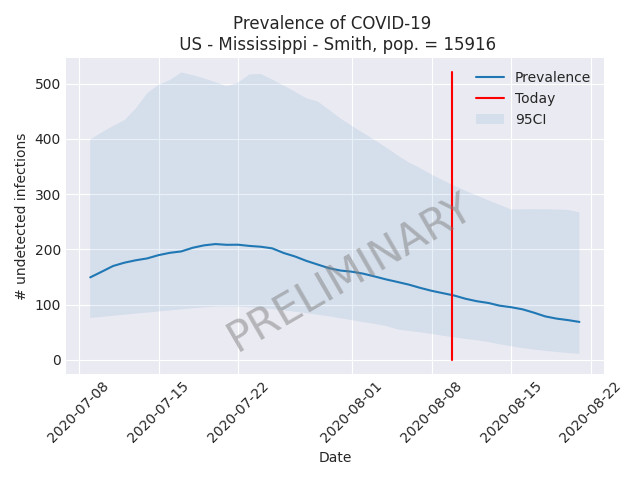 Prevalence of COVID-19
US - Mississippi - Smith, pop. = 15916
# undetected infections
500
400
300
200
100
0
Prevalence
Today
95CI
PRELIMINARY
2020-07-08
2020-07-15
2020-07-22
2020-08-01
2020-08-08
2020-08-15
2020-08-22
Date